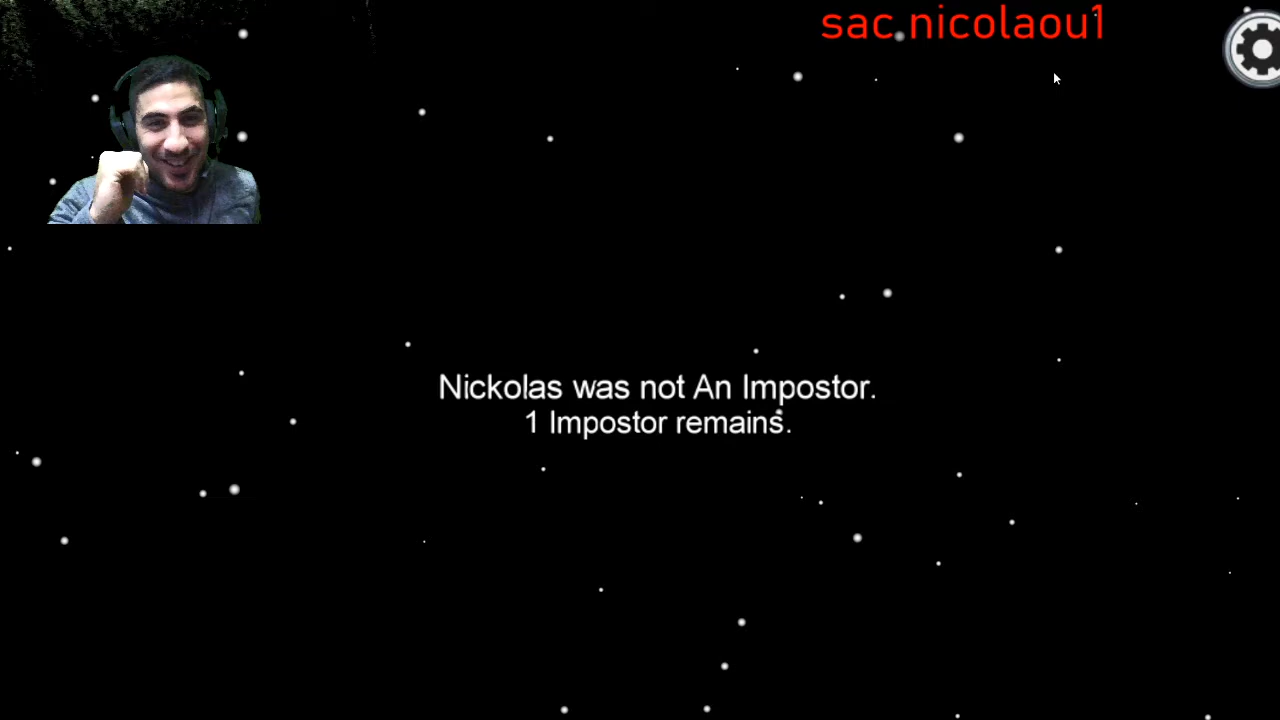 sac.nicolaou1
Nickolas was not An Impostor.
1 Impostor remains.